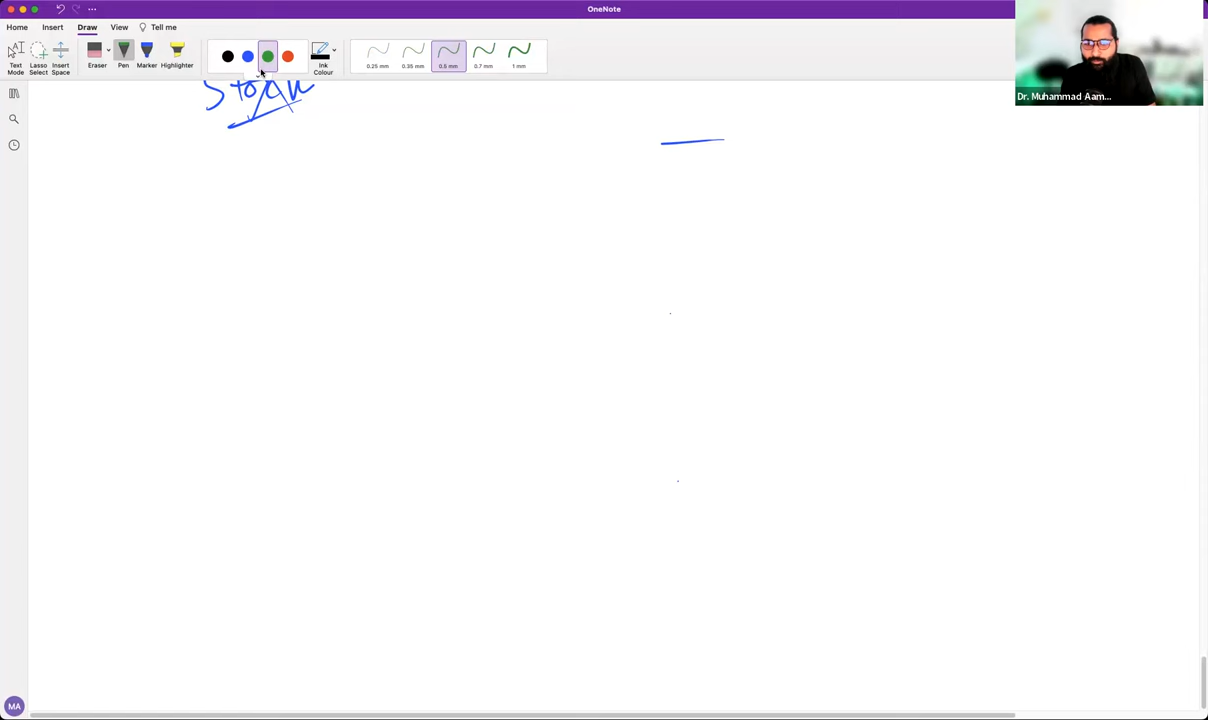 OneNote
Home Insert Draw View Tell me
Text Mode
Lasso Select
Insert Space
Eraser
Pen
Marker
Highlighter
Ink Colour
0.25 mm
0.35 mm
0.5 mm
0.7 mm
1 mm
Dr. Muhammad Aam...
MA